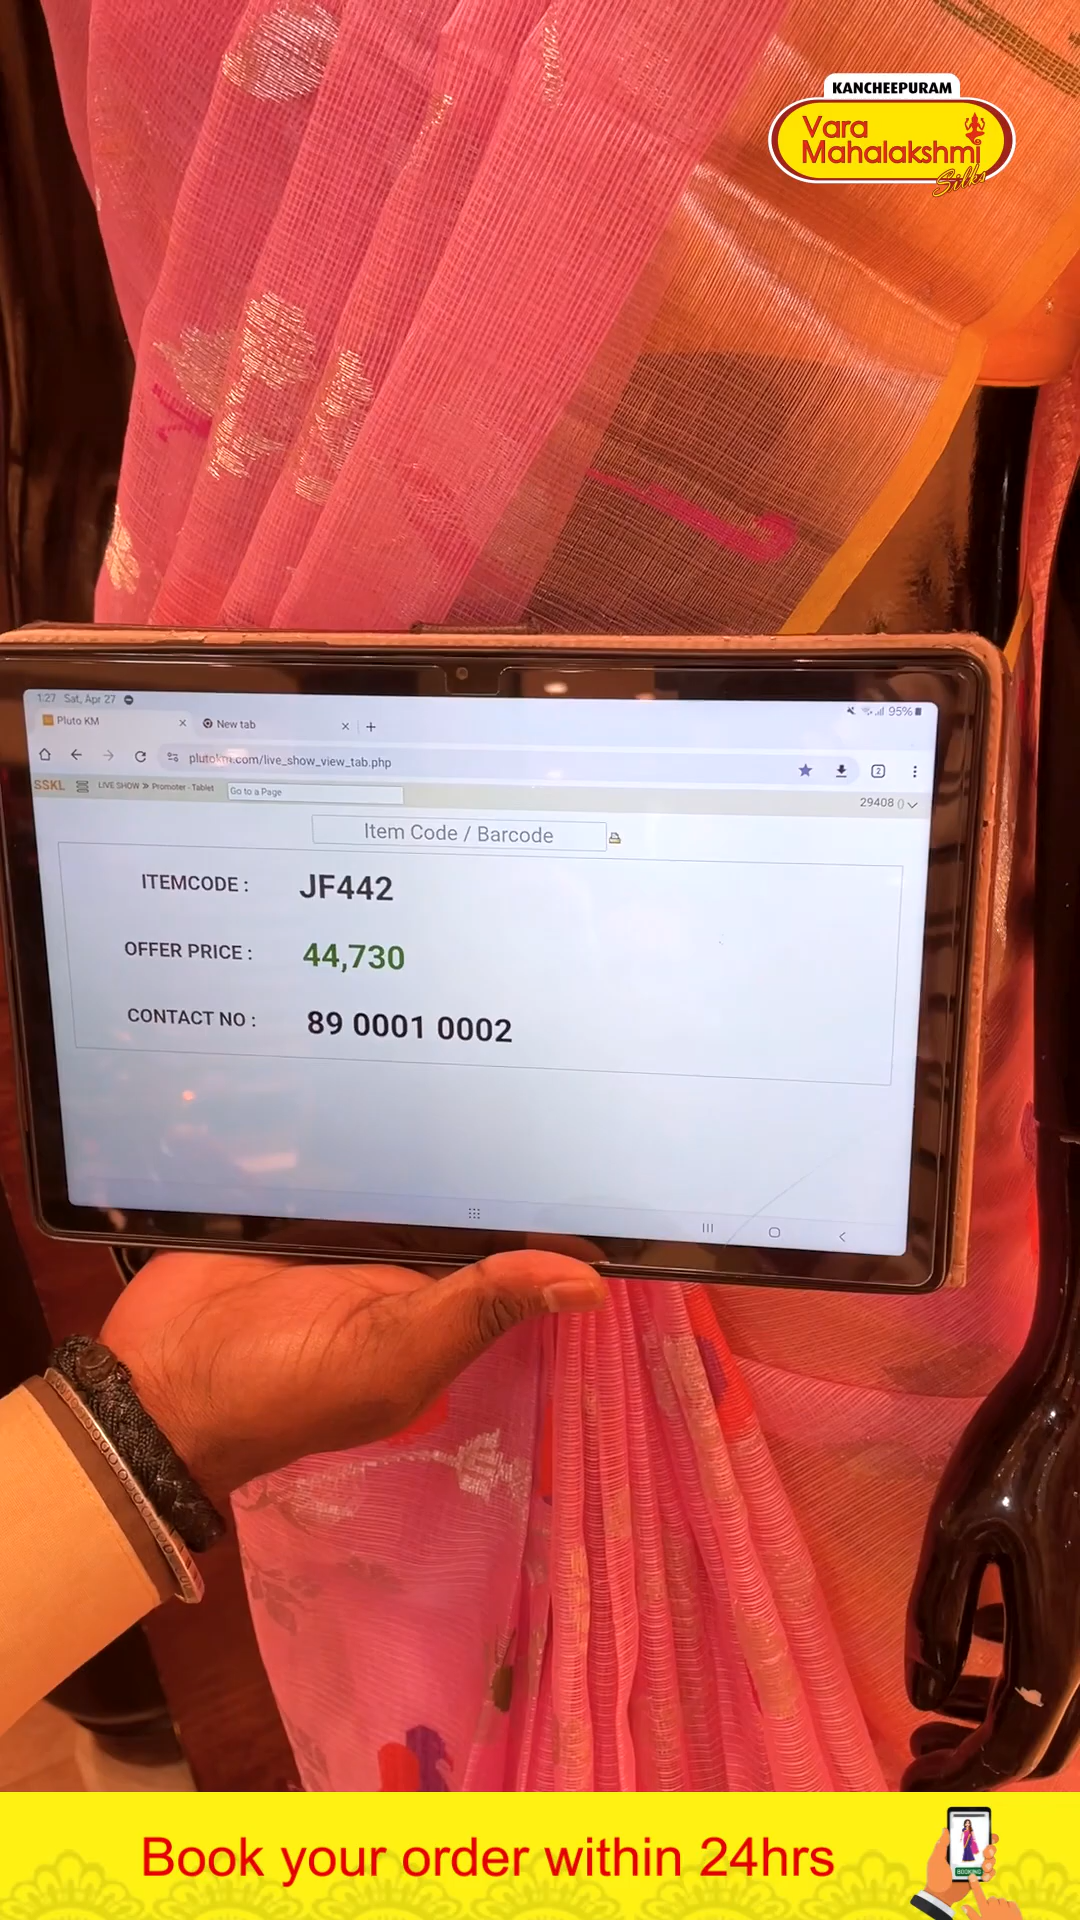 KANCHEEPURAM
Vara
Mahalakshmi
Silks
1:27 Sat, Apr 27
95%
Pluto KM
New tab
plutokm.com/live_show_view_tab.php
2
SSKL
LIVE SHOW >> Promoter - Tablet
Go to a Page
29408 ()
Item Code / Barcode
ITEMCODE : JF442
OFFER PRICE : 44,730
CONTACT NO : 89 0001 0002
Book your order within 24hrs
BOOKING